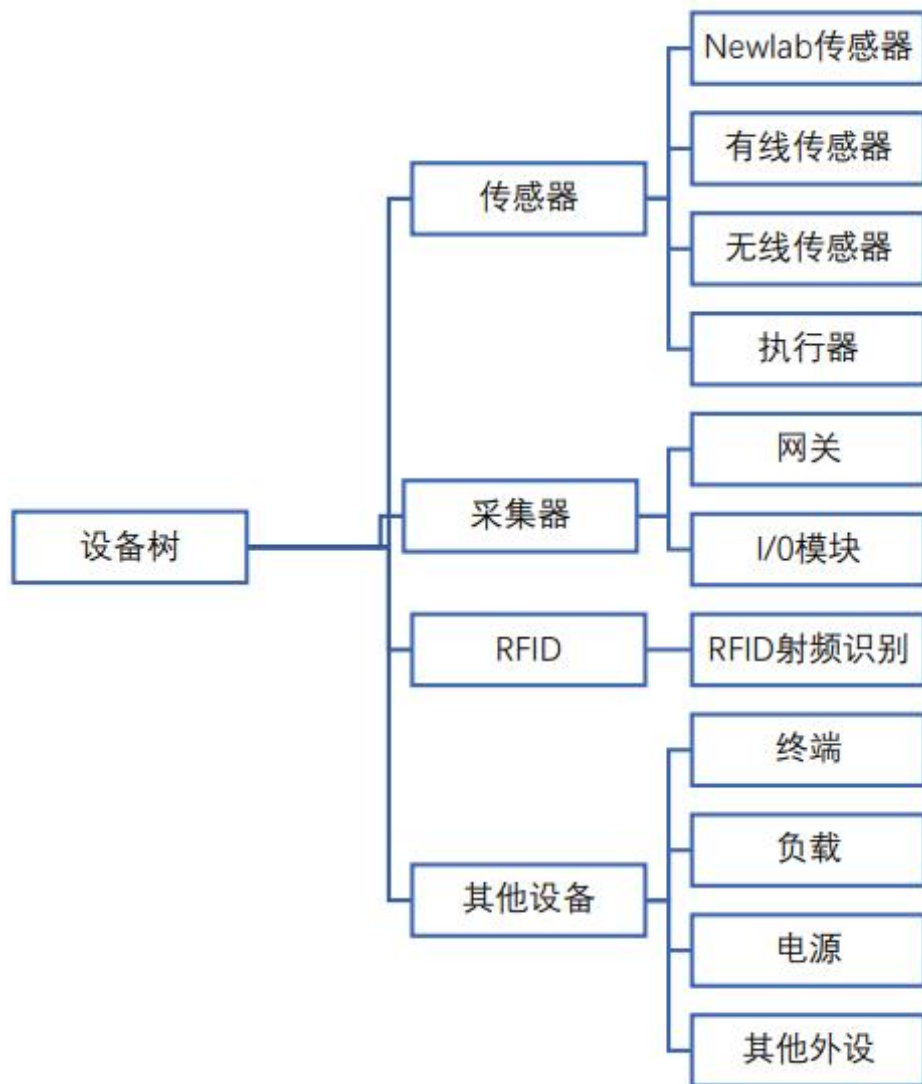 设备树
传感器
Newlab传感器
有线传感器
无线传感器
执行器
采集器
网关
I/0模块
RFID
RFID射频识别
其他设备
终端
负载
电源
其他外设